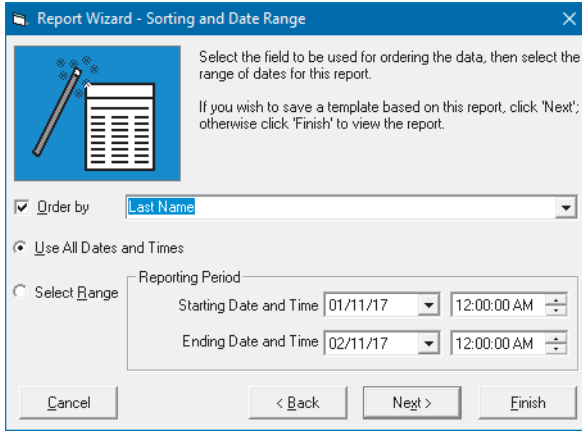 Report Wizard - Sorting and Date Range
Select the field to be used for ordering the data, then select the
range of dates for this report.
If you wish to save a template based on this report, click 'Next';
otherwise click 'Finish' to view the report.
Order by Last Name
Use All Dates and Times
Select Range
Reporting Period
Starting Date and Time 01/11/17 12:00:00 AM
Ending Date and Time 02/11/17 12:00:00 AM
Cancel < Back Next > Finish